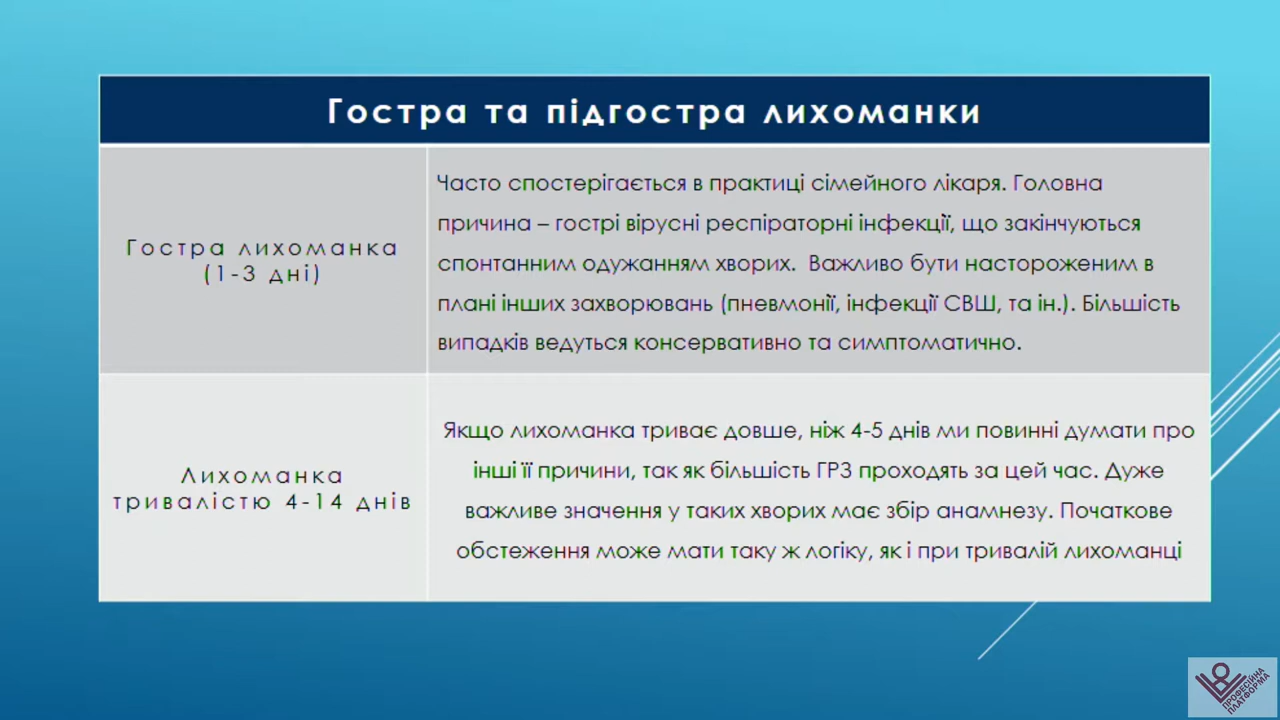 Гостра та підгостра лихоманки
Гостра лихоманка
(1-3 дні)
Часто спостерігається в практиці сімейного лікаря. Головна
причина – гострі вірусні респіраторні інфекції, що закінчуються
спонтанним одужанням хворих. Важливо бути настороженим в
плані інших захворювань (пневмонії, інфекції СВШ, та ін.). Більшість
випадків ведуться консервативно та симптоматично.
Лихоманка
тривалістю 4-14 днів
Якщо лихоманка триває довше, ніж 4-5 днів ми повинні думати про
інші її причини, так як більшість ГРЗ проходять за цей час. Дуже
важливе значення у таких хворих має збір анамнезу. Початкове
обстеження може мати таку ж логіку, як і при тривалій лихоманці
ПРОФЕСІЙНА
ПЛАТФОРМА